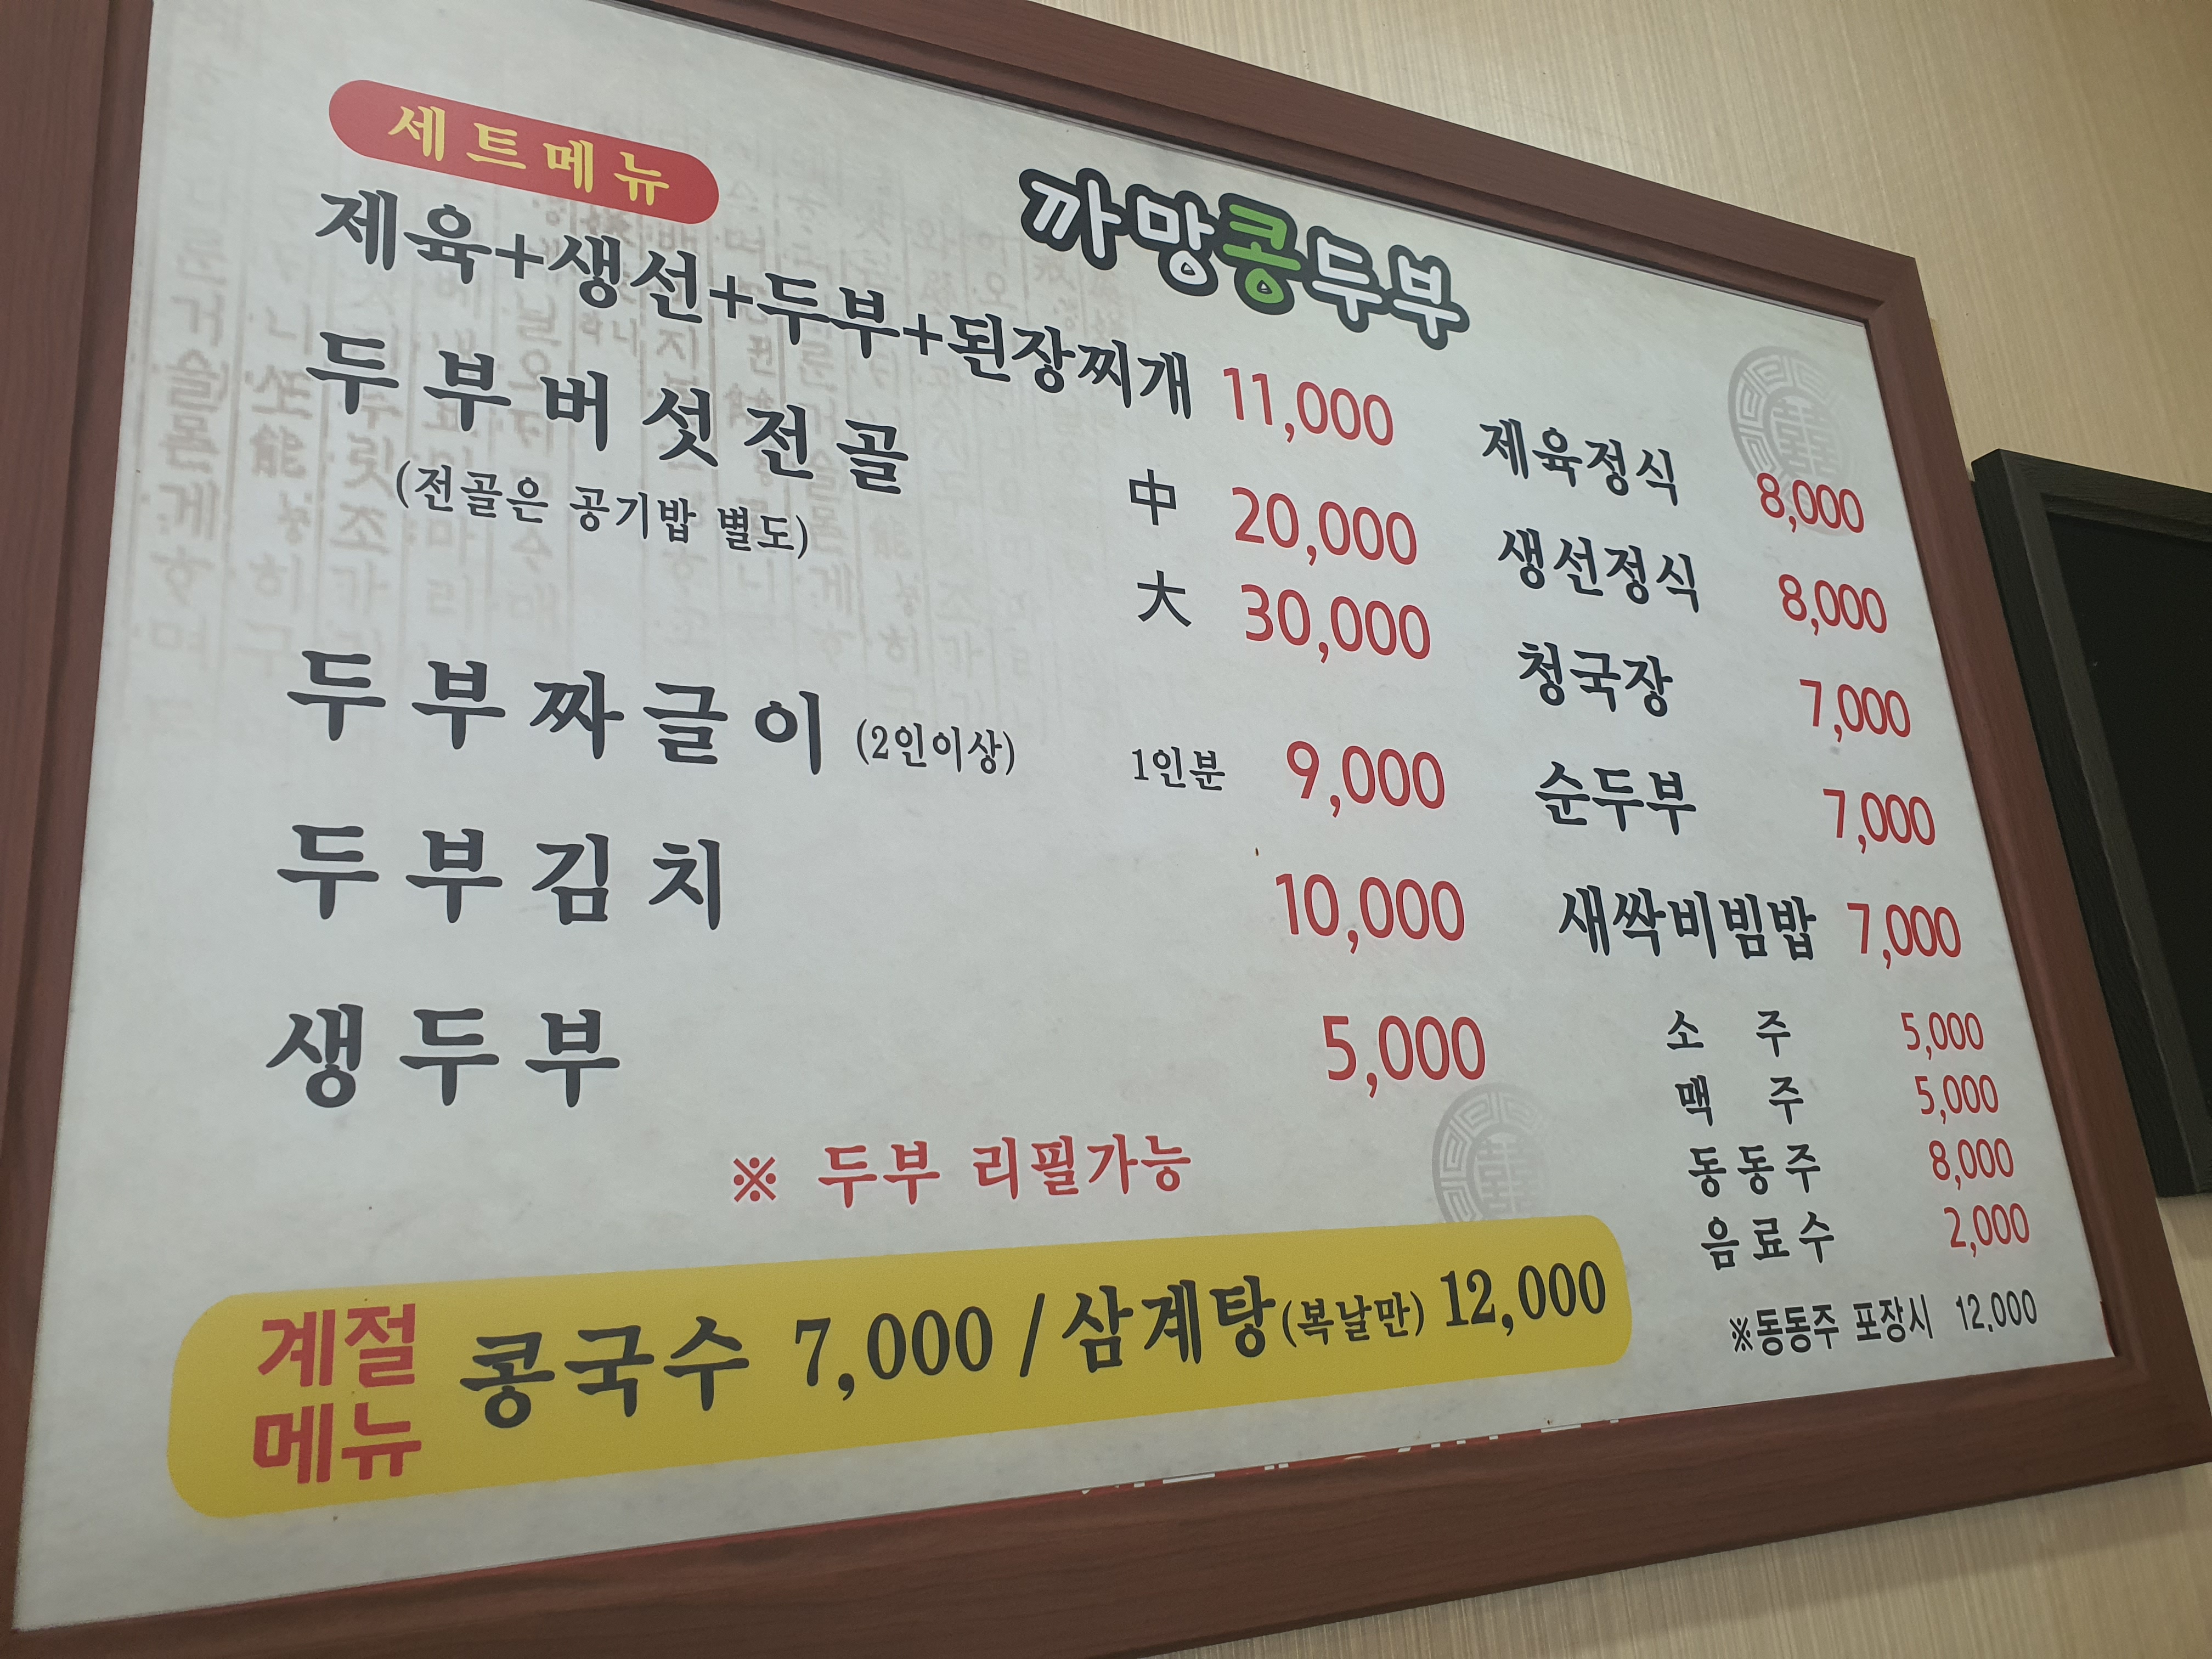 까망콩두부
세트메뉴
제육+생선+두부+된장찌개 11,000
두부버섯전골 中 20,000
(전골은 공기밥 별도)
大 30,000
두부짜글이 (2인이상) 1인분 9,000
두부김치 10,000
생두부 5,000
※ 두부 리필가능
제육정식 8,000
생선정식 8,000
청국장 7,000
순두부 7,000
새싹비빔밥 7,000
소주 5,000
맥주 5,000
동동주 8,000
음료수 2,000
※동동주 포장시 12,000
계절메뉴 콩국수 7,000 / 삼계탕(복날만) 12,000